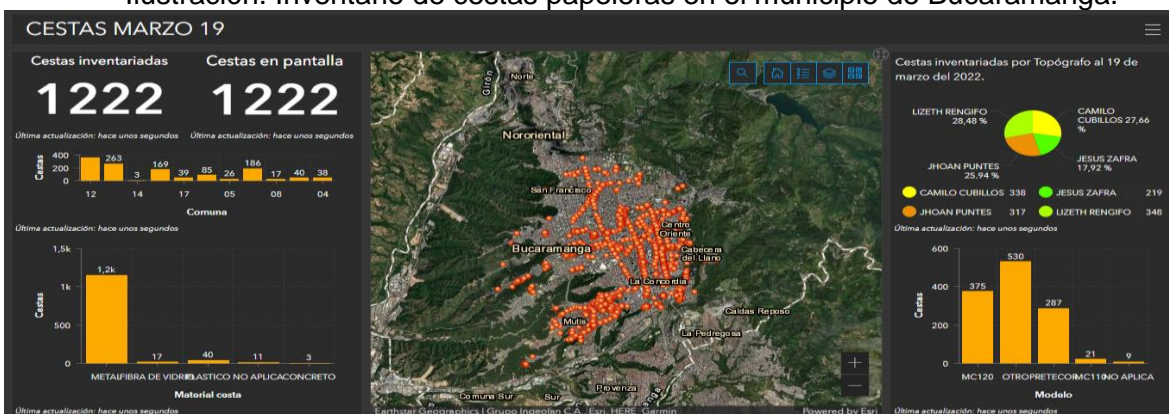 Ilustración. Inventario de cestas papeleras en el municipio de Bucaramanga.
CESTAS MARZO 19
Cestas inventariadas
1222
Última actualización: hace unos segundos
Cestas en pantalla
1222
Última actualización: hace unos segundos
Cestas
400
200
0
263
3
169
39
85
26
186
17
40
38
12
14
17
05
08
04
Comuna
Última actualización: hace unos segundos
Cestas
1,5k
1k
500
0
1,2k
17
40
11
3
METAL
FIBRA DE VIDRIO
PLASTICO
NO APLICA
CONCRETO
Material costa
Última actualización: hace unos segundos
Girón
Norte
Nororiental
San Francisco
Centro
Oriente
Bucaramanga
Cabecera
del Llano
La Concordia
Mutis
Caldas Reposo
La Pedregosa
Provenza
Comuna Sur
Sur
Earthstar Geographics | Grupo Ingeolan C.A., Esri, HERE, Garmin
Powered by Esri
Cestas inventariadas por Topógrafo al 19 de
marzo del 2022.
LIZETH RENGIFO
28,48 %
CAMILO
CUBILLOS 27,66
%
JHOAN PUNTES
25,94 %
JESUS ZAFRA
17,92 %
CAMILO CUBILLOS 338
JESUS ZAFRA 219
JHOAN PUNTES 317
LIZETH RENGIFO 348
Última actualización: hace unos segundos
Cestas
600
400
200
0
375
530
287
21
9
MC120
OTRO
PRETECOR
MC110
NO APLICA
Modelo
Última actualización: hace unos segundos